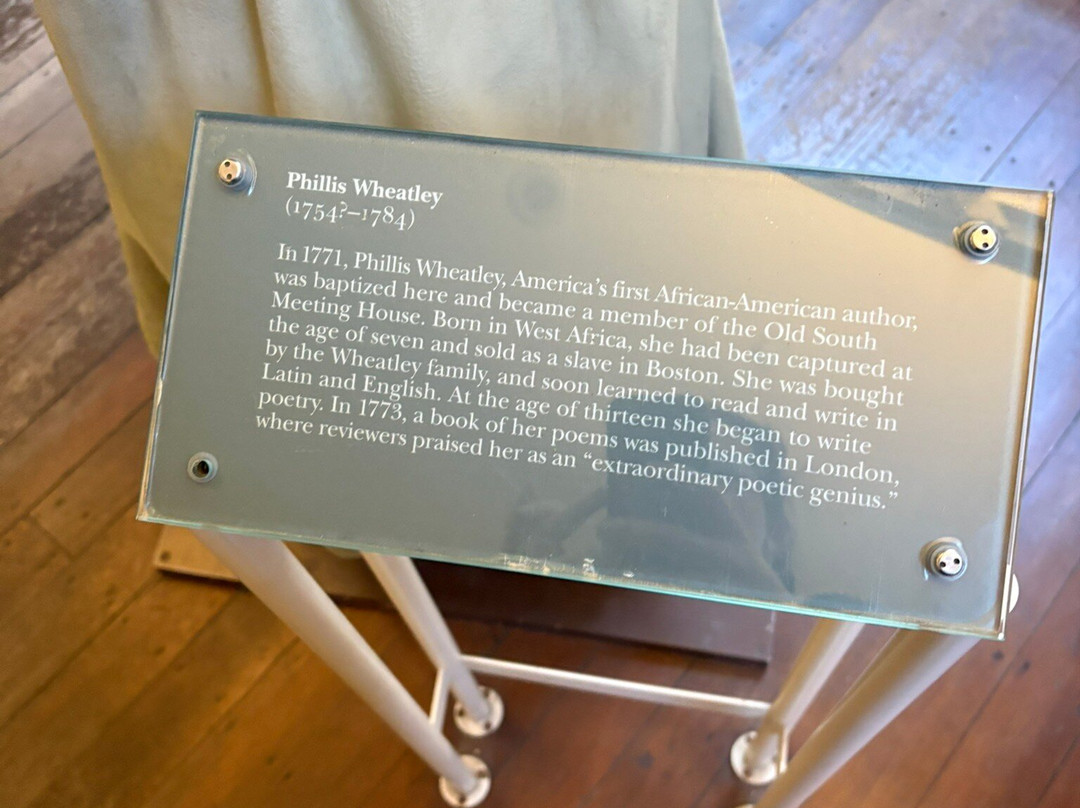 Phillis Wheatley
(1754?–1784)
In 1771, Phillis Wheatley, America’s first African-American author,
was baptized here and became a member of the Old South
Meeting House. Born in West Africa, she had been captured at
the age of seven and sold as a slave in Boston. She was bought
by the Wheatley family, and soon learned to read and write in
Latin and English. At the age of thirteen she began to write
poetry. In 1773, a book of her poems was published in London,
where reviewers praised her as an “extraordinary poetic genius.”